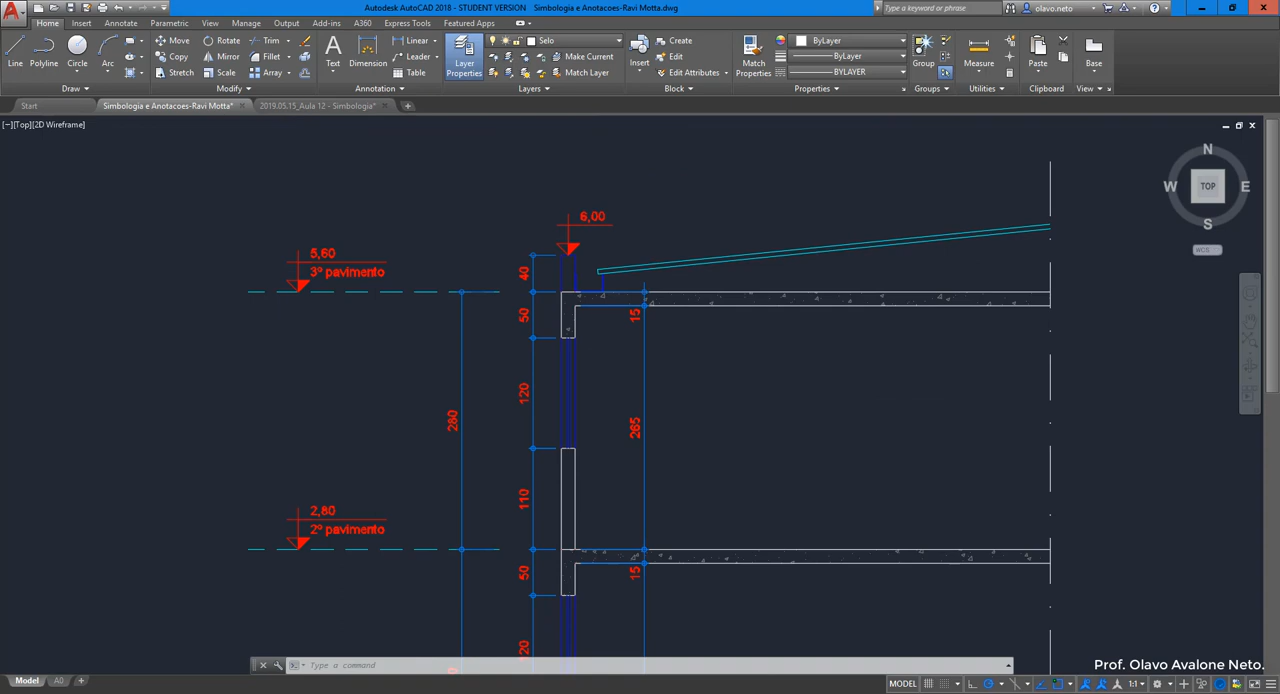 Autodesk AutoCAD 2018 - STUDENT VERSION Simbologia e Anotacoes-Ravi Motta.dwg
Type a keyword or phrase
olavo.neto
Home Insert Annotate Parametric View Manage Output Add-ins A360 Express Tools Featured Apps
Line Polyline Circle Arc
Move Rotate Trim
Copy Mirror Fillet
Stretch Scale Array
Text Dimension
Linear
Leader
Table
Layer Properties
Selo
Make Current
Match Layer
Insert
Create
Edit
Edit Attributes
Match Properties
ByLayer
ByLayer
BYLAYER
Group
Measure
Paste
Base
Draw Modify Annotation Layers Block Properties Groups Utilities Clipboard View
Start Simbologia e Anotacoes-Ravi Motta* 2019.05.15_Aula 12 - Simbologia*
[−][Top][2D Wireframe]
N
W TOP E
S
WCS
6,00
5,60
3º pavimento
40
50
15
120
280
265
110
2,80
2º pavimento
50
15
120
Type a command
Prof. Olavo Avalone Neto.
Model A0
MODEL
1:1